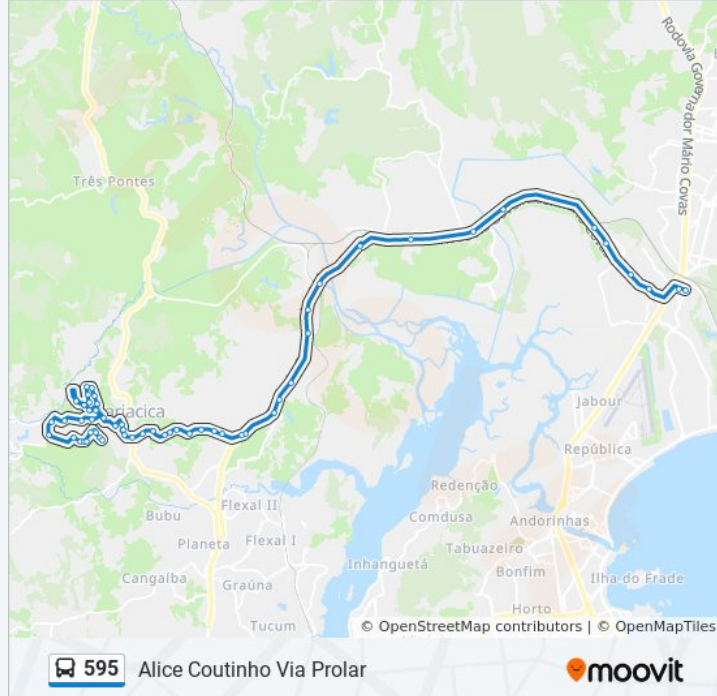 Rodovia Governador Mário Covas
Três Pontes
Cariacica
Jabour
República
Redenção
Flexal II
Bubu
Comdusa
Andorinhas
Planeta
Flexal I
Tabuazeiro
Inhanguetá
Bonfim
Cangaíba
Graúna
Ilha do Frade
Horto
Tucum
© OpenStreetMap contributors | © OpenMapTiles
595 Alice Coutinho Via Prolar
moovit